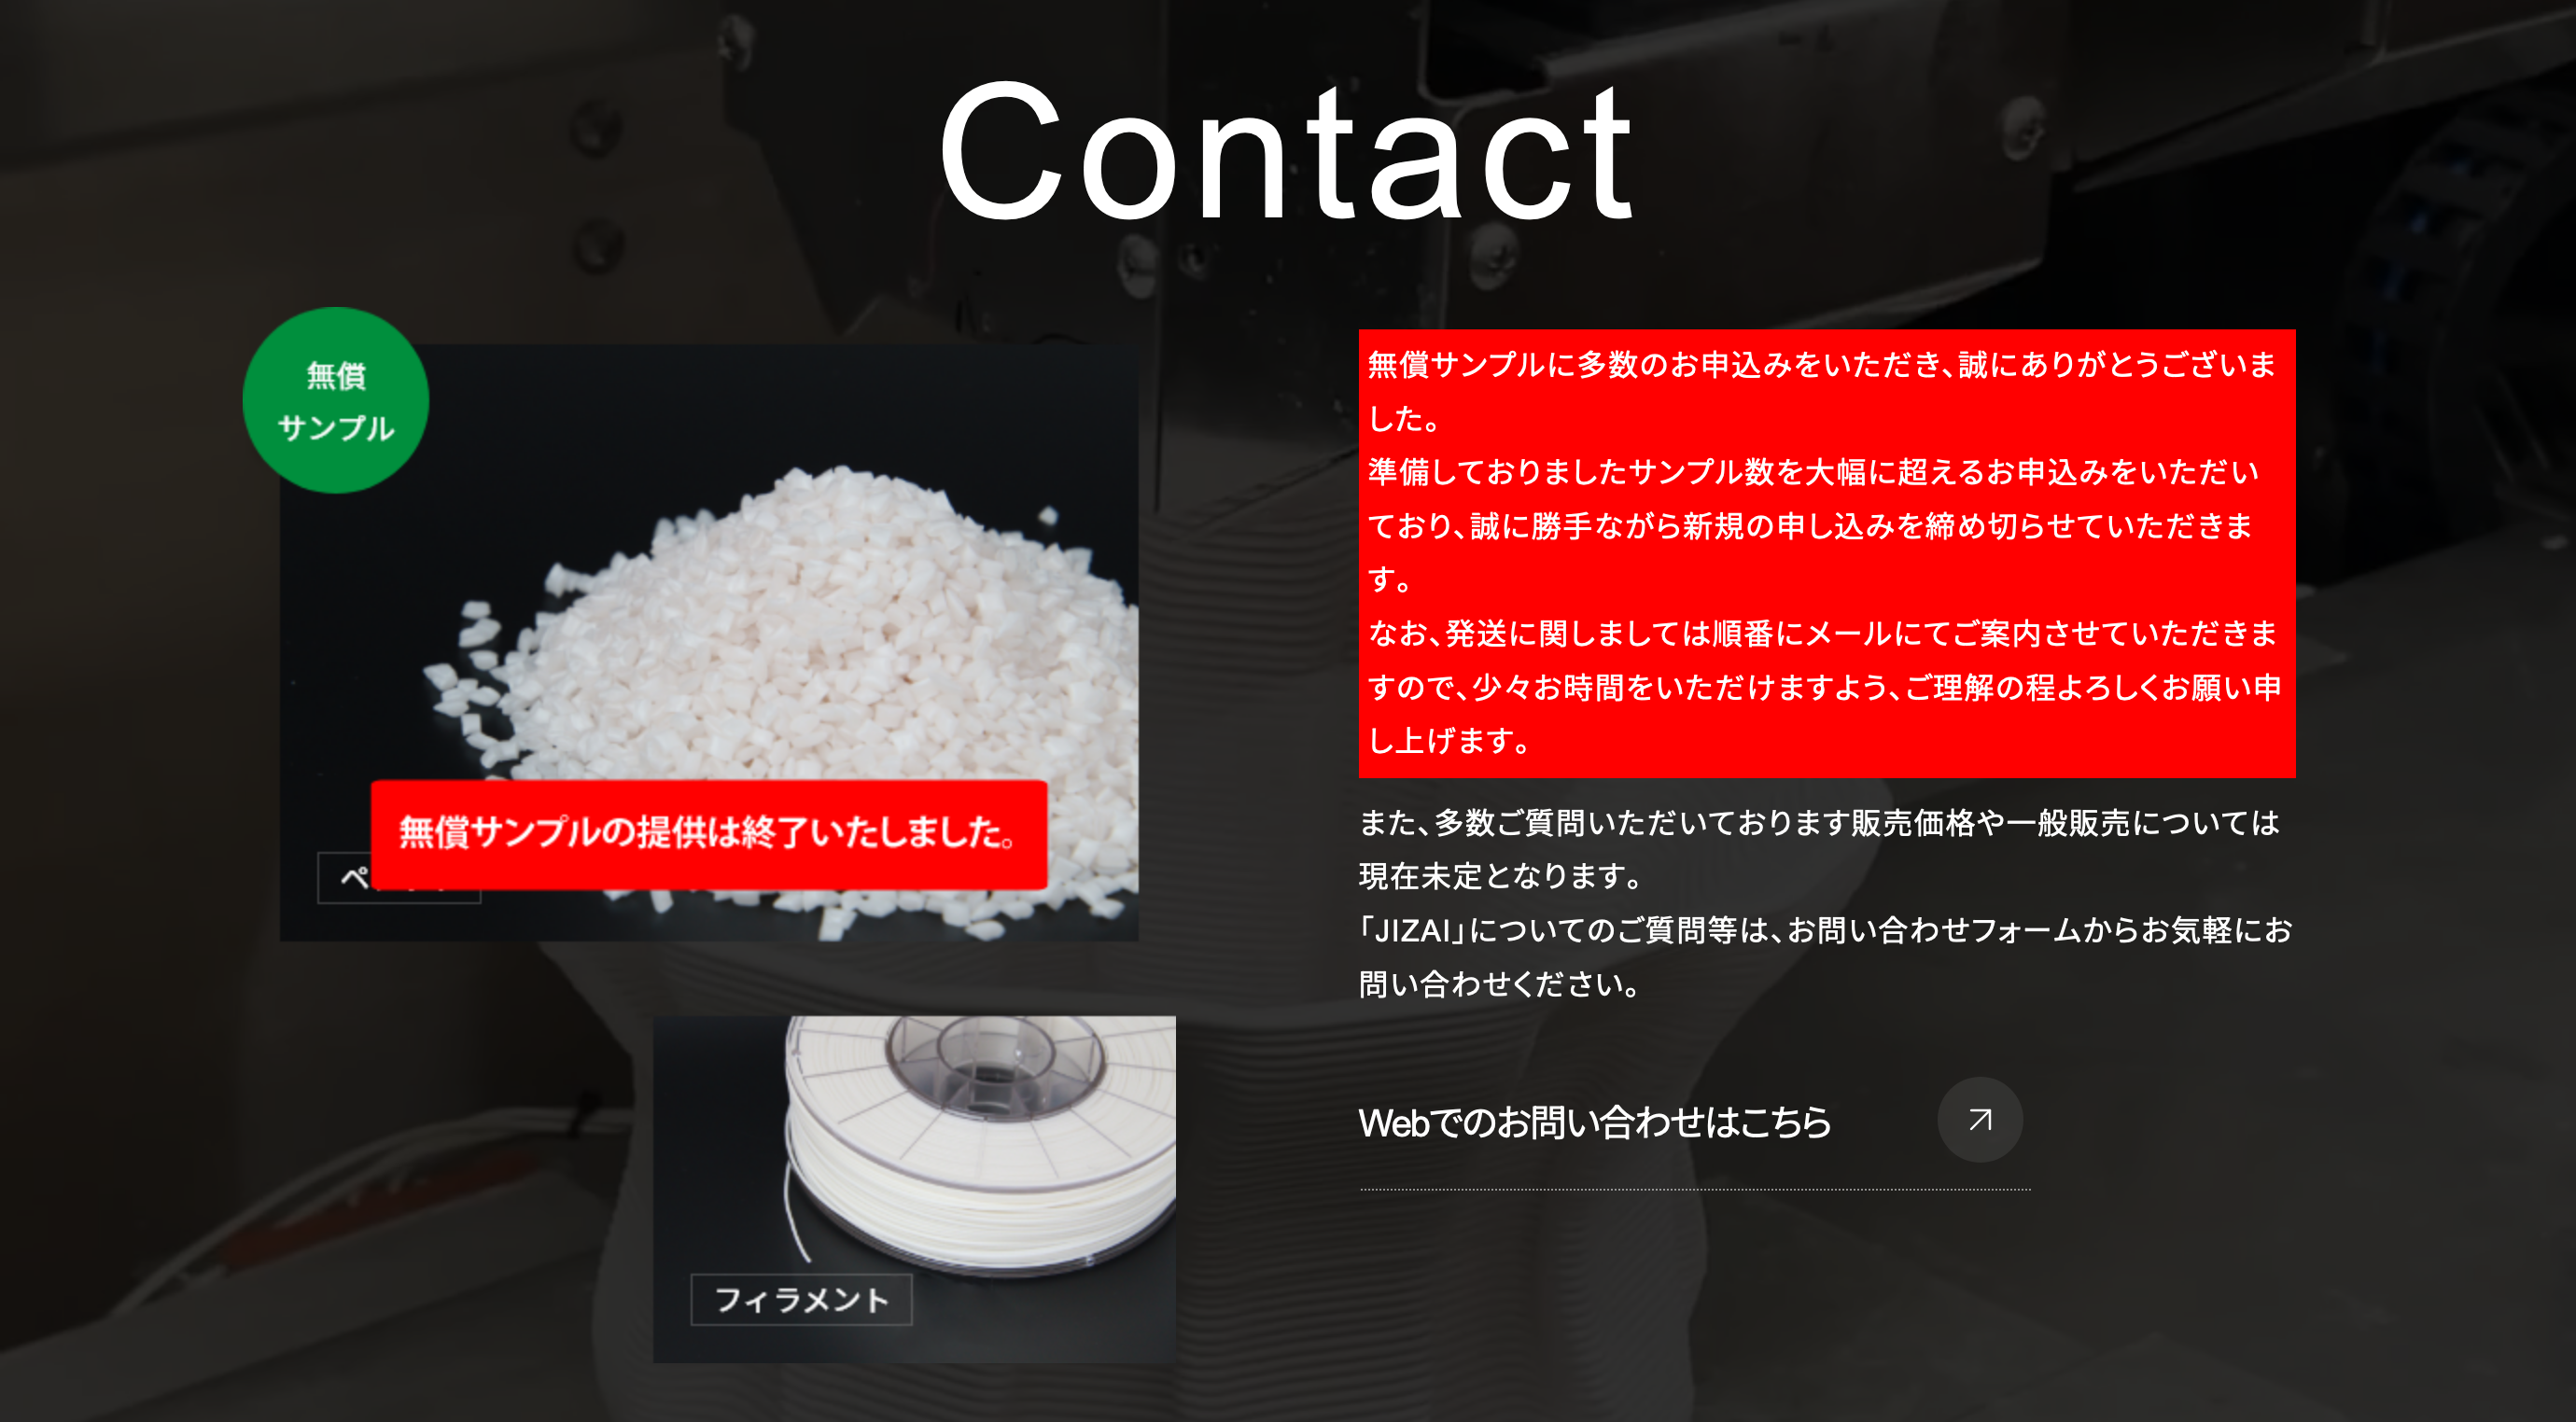 Contact
無償
サンプル
無償サンプルの提供は終了いたしました。
フィラメント
無償サンプルに多数のお申込みをいただき、誠にありがとうございま
した。
準備しておりましたサンプル数を大幅に超えるお申込みをいただい
ており、誠に勝手ながら新規の申し込みを締め切らせていただきま
す。
なお、発送に関しましては順番にメールにてご案内させていただきま
すので、少々お時間をいただけますよう、ご理解の程よろしくお願い申
し上げます。
また、多数ご質問いただいております販売価格や一般販売については
現在未定となります。
「JIZAI」についてのご質問等は、お問い合わせフォームからお気軽にお
問い合わせください。
Webでのお問い合わせはこちら